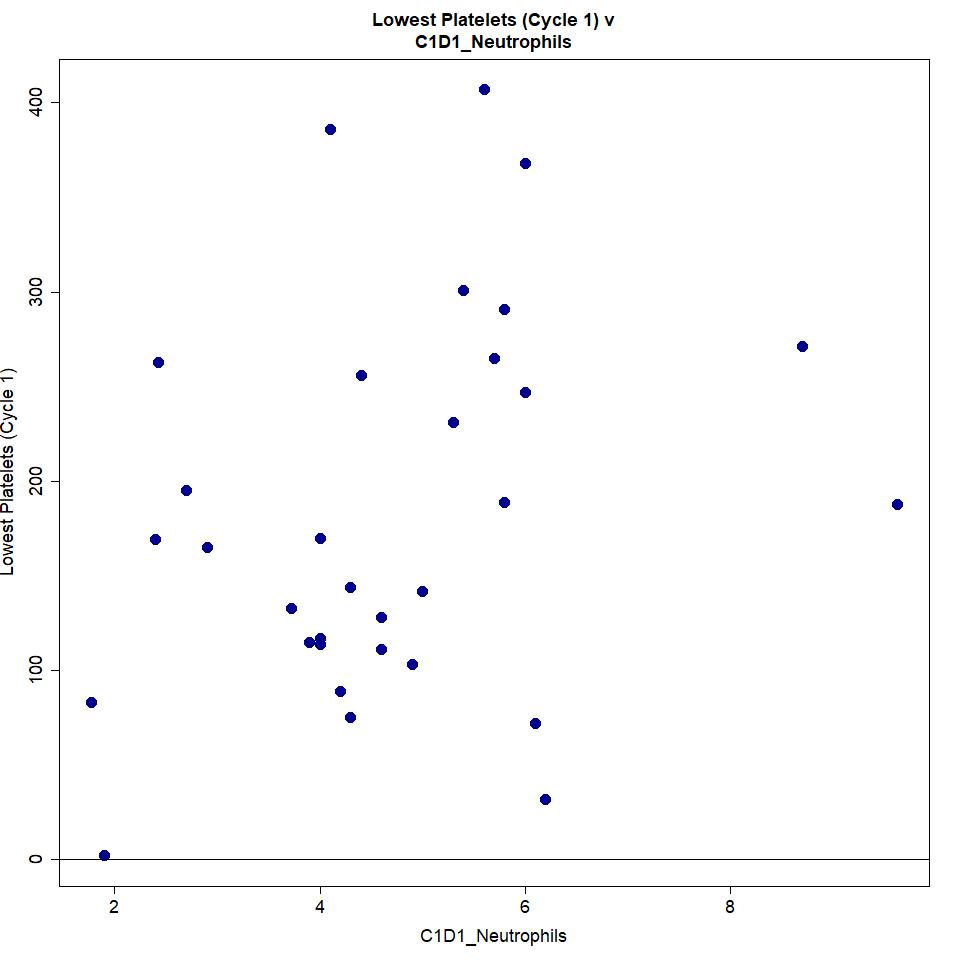 Lowest Platelets (Cycle 1) v
C1D1_Neutrophils
Lowest Platelets (Cycle 1)
400
300
200
100
0
2 4 6 8
C1D1_Neutrophils